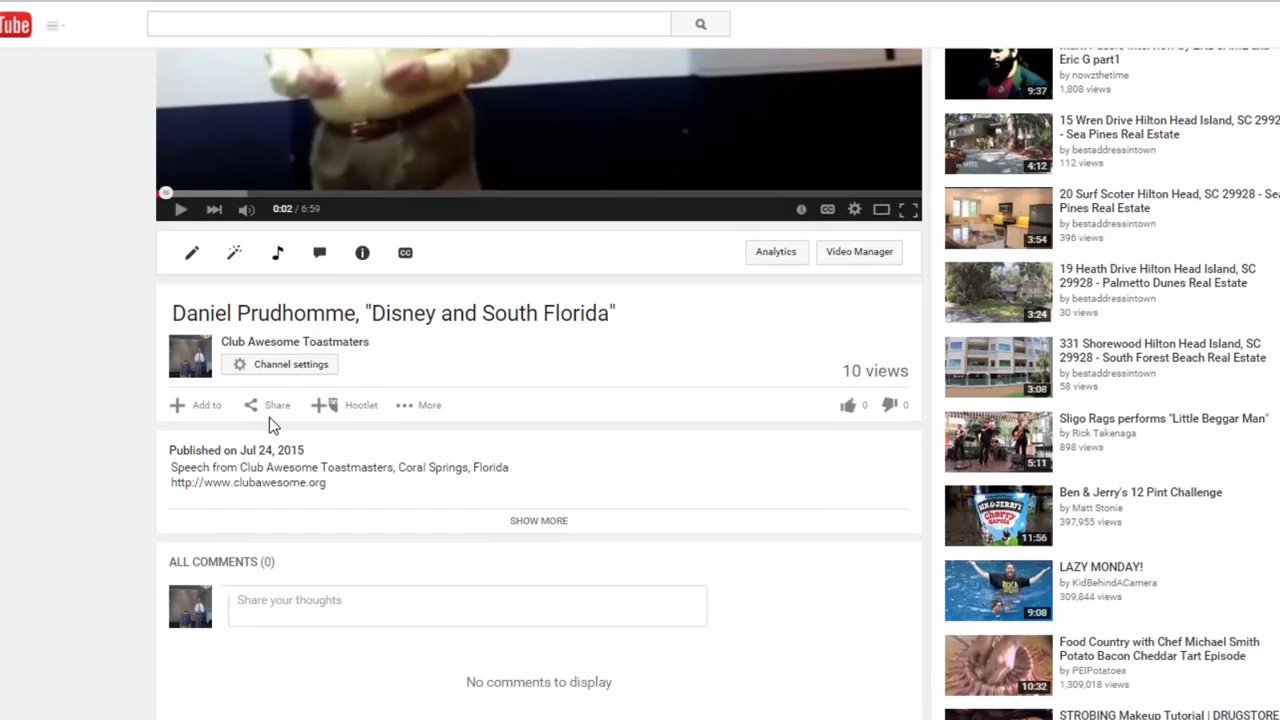 Tube
0:02 / 6:59
CC
CC
Analytics
Video Manager
Daniel Prudhomme, "Disney and South Florida"
Club Awesome Toastmaters
Channel settings
10 views
Add to
Share
Hootlet
More
0
0
Published on Jul 24, 2015
Speech from Club Awesome Toastmasters, Coral Springs, Florida
http://www.clubawesome.org
SHOW MORE
ALL COMMENTS (0)
Share your thoughts
No comments to display
Eric G part1
by nowzthetime
1,808 views
9:37
15 Wren Drive Hilton Head Island, SC 2992
- Sea Pines Real Estate
by bestaddressintown
112 views
4:12
20 Surf Scoter Hilton Head, SC 29928 - Sea
Pines Real Estate
by bestaddressintown
396 views
3:54
19 Heath Drive Hilton Head Island, SC
29928 - Palmetto Dunes Real Estate
by bestaddressintown
30 views
3:24
331 Shorewood Hilton Head Island, SC
29928 - South Forest Beach Real Estate
by bestaddressintown
58 views
3:08
Sligo Rags performs "Little Beggar Man"
by Rick Takenaga
898 views
5:11
Ben & Jerry's 12 Pint Challenge
by Matt Stonie
397,955 views
BEN & JERRY'S
Cherry
Garcia
11:56
LAZY MONDAY!
by KidBehindACamera
309,844 views
9:08
Food Country with Chef Michael Smith
Potato Bacon Cheddar Tart Episode
by PEIPotatoes
1,309,018 views
10:32
STROBING Makeup Tutorial | DRUGSTORE